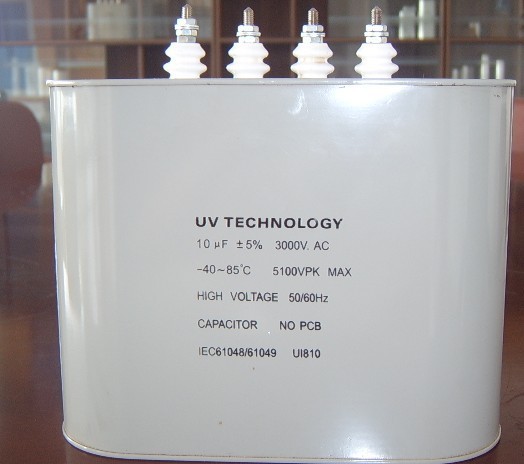 UV TECHNOLOGY
10 µF ±5% 3000V. AC
-40~85°C 5100VPK MAX
HIGH VOLTAGE 50/60Hz
CAPACITOR NO PCB
IEC61048/61049 UI810